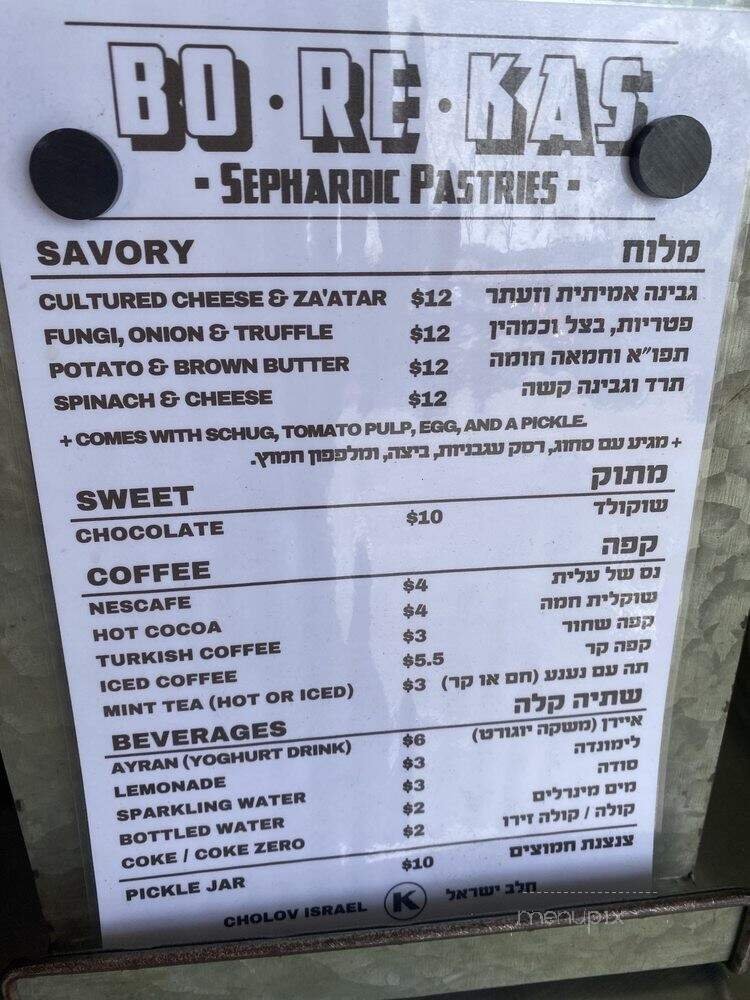 BO·RE·KAS
· SEPHARDIC PASTRIES ·
SAVORY מלוח
CULTURED CHEESE & ZA'ATAR $12 גבינה אמיתית וזעתר
FUNGI, ONION & TRUFFLE $12 פטריות, בצל וכמהין
POTATO & BROWN BUTTER $12 תפו״א וחמאה חומה
SPINACH & CHEESE $12 תרד וגבינה קשה
+ COMES WITH SCHUG, TOMATO PULP, EGG, AND A PICKLE.
+ מגיע עם סחוג, רסק עגבניות, ביצה, ומלפפון חמוץ.
SWEET מתוק
CHOCOLATE $10 שוקולד
COFFEE קפה
NESCAFE $4 נס של עלית
HOT COCOA $4 שוקלית חמה
TURKISH COFFEE $3 קפה שחור
ICED COFFEE $5.5 קפה קר
MINT TEA (HOT OR ICED) $3 תה עם נענע (חם או קר)
BEVERAGES שתיה קלה
AYRAN (YOGHURT DRINK) $6 איירן (משקה יוגורט)
LEMONADE $3 לימונדה
SPARKLING WATER $3 סודה
BOTTLED WATER $2 מים מינרלים
COKE / COKE ZERO $2 קולה / קולה זירו
PICKLE JAR $10 צנצנת חמוצים
CHOLOV ISRAEL K חלב ישראל
menupix